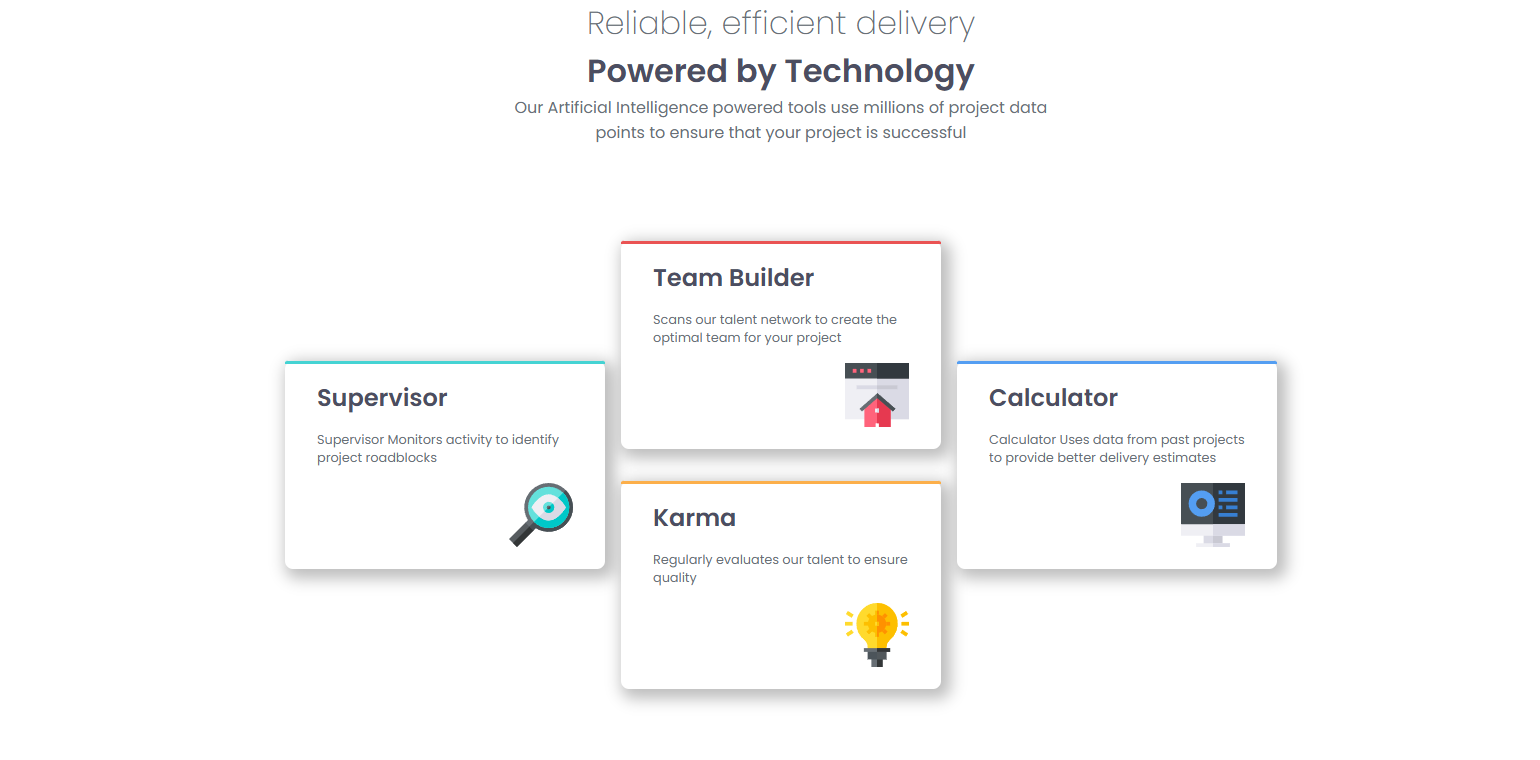 Reliable, efficient delivery
Powered by Technology
Our Artificial Intelligence powered tools use millions of project data
points to ensure that your project is successful
Team Builder
Scans our talent network to create the
optimal team for your project
Supervisor
Supervisor Monitors activity to identify
project roadblocks
Calculator
Calculator Uses data from past projects
to provide better delivery estimates
Karma
Regularly evaluates our talent to ensure
quality